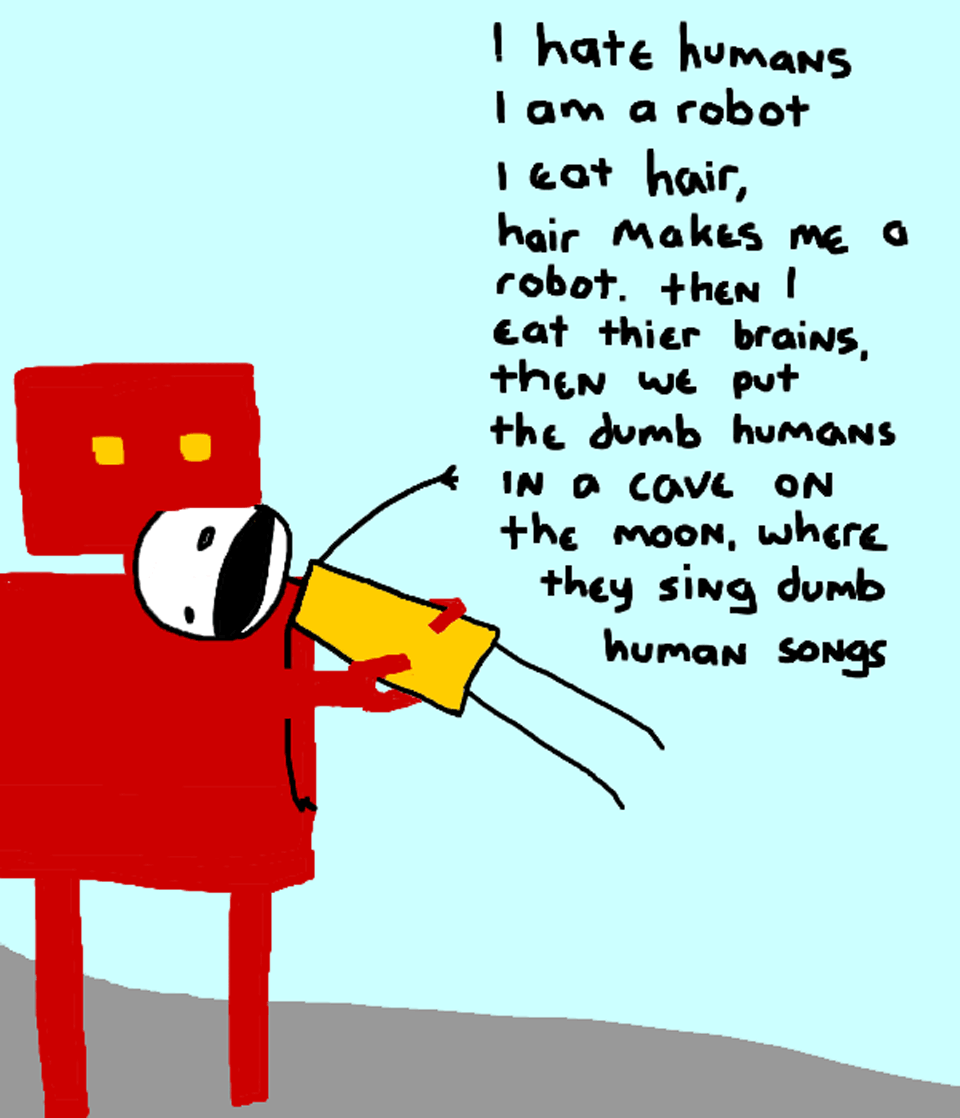 I hate humans
I am a robot
I eat hair,
hair makes me a
robot. then I
eat thier brains,
then we put
the dumb humans
in a cave on
the moon, where
they sing dumb
human songs